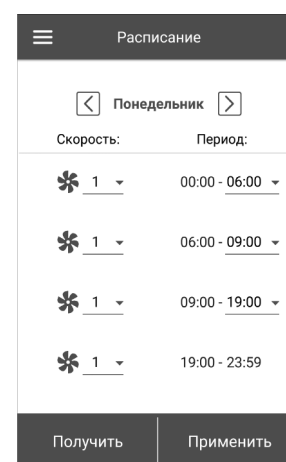 Расписание
Понедельник
Скорость: Период:
1 00:00 - 06:00
1 06:00 - 09:00
1 09:00 - 19:00
1 19:00 - 23:59
Получить Применить